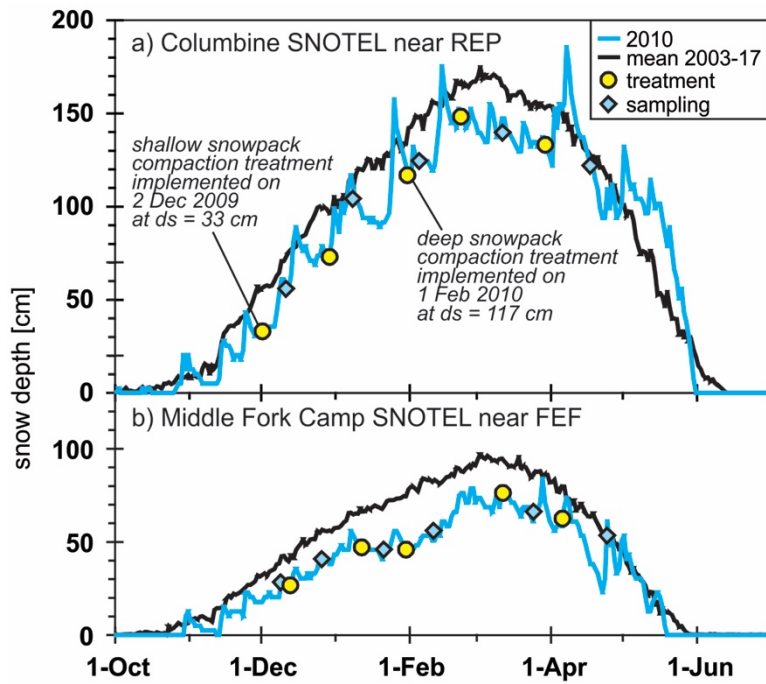 200
a) Columbine SNOTEL near REP
2010
mean 2003-17
treatment
sampling
150
shallow snowpack
compaction treatment
implemented on
2 Dec 2009
at ds = 33 cm
100
deep snowpack
compaction treatment
implemented on
1 Feb 2010
at ds = 117 cm
50
0
snow depth [cm]
b) Middle Fork Camp SNOTEL near FEF
100
50
0
1-Oct
1-Dec
1-Feb
1-Apr
1-Jun